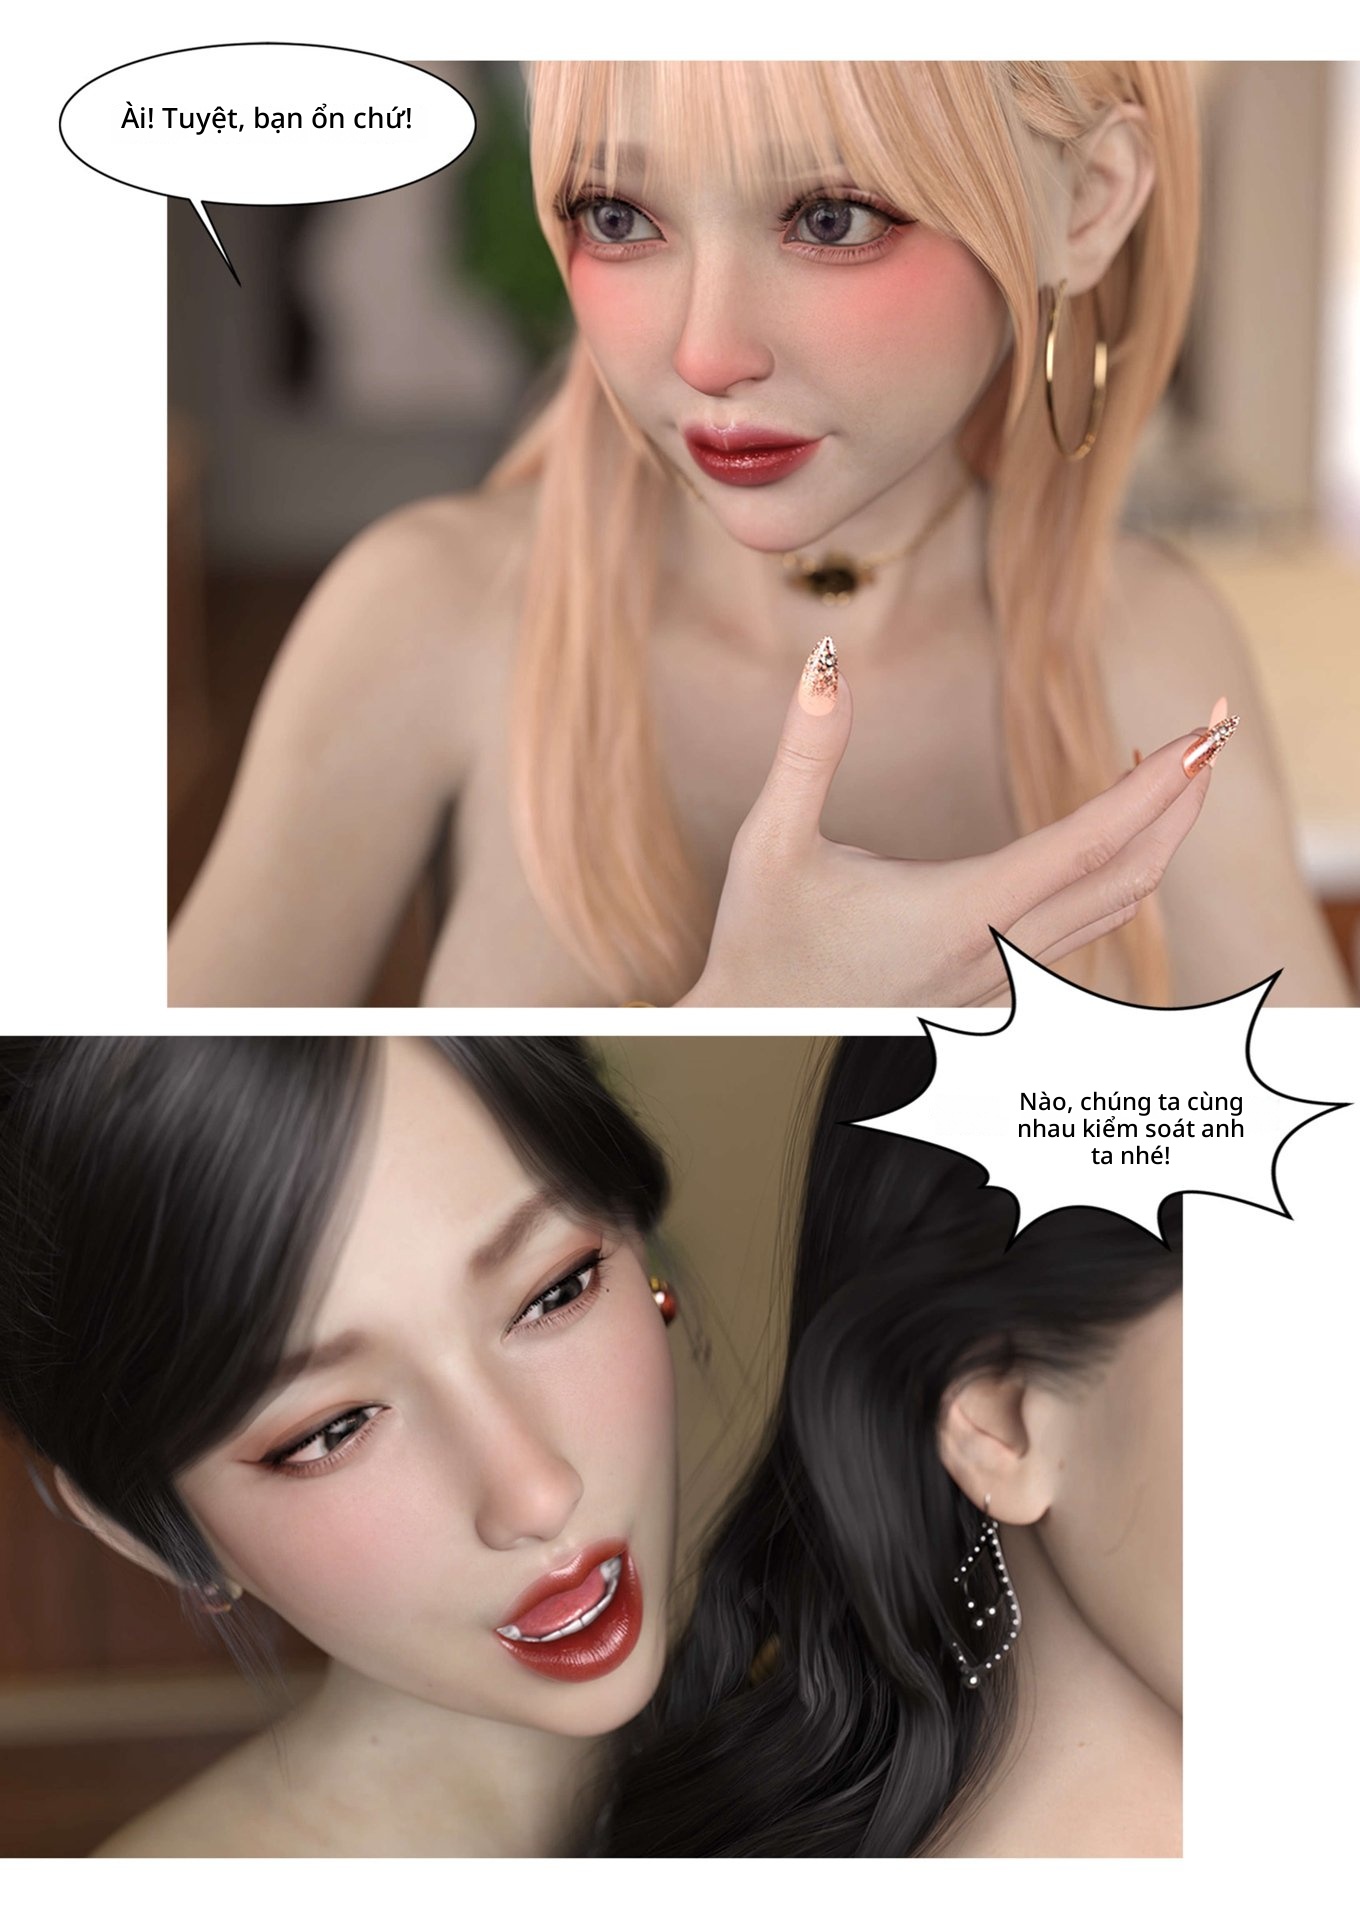 Ài! Tuyệt, bạn ổn chứ!
Nào, chúng ta cùng
nhau kiểm soát anh
ta nhé!